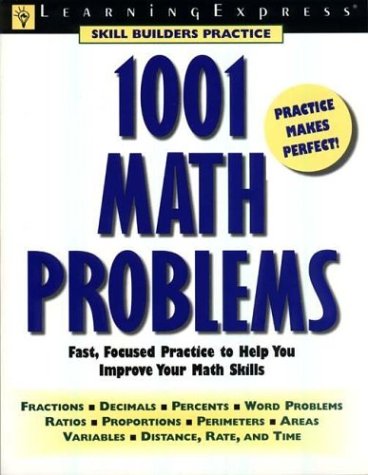 LEARNINGEXPRESS®
SKILL BUILDERS PRACTICE
1001
MATH
PROBLEMS
PRACTICE
MAKES
PERFECT!
Fast, Focused Practice to Help You
Improve Your Math Skills
FRACTIONS ■ DECIMALS ■ PERCENTS ■ WORD PROBLEMS
RATIOS ■ PROPORTIONS ■ PERIMETERS ■ AREAS
VARIABLES ■ DISTANCE, RATE, AND TIME